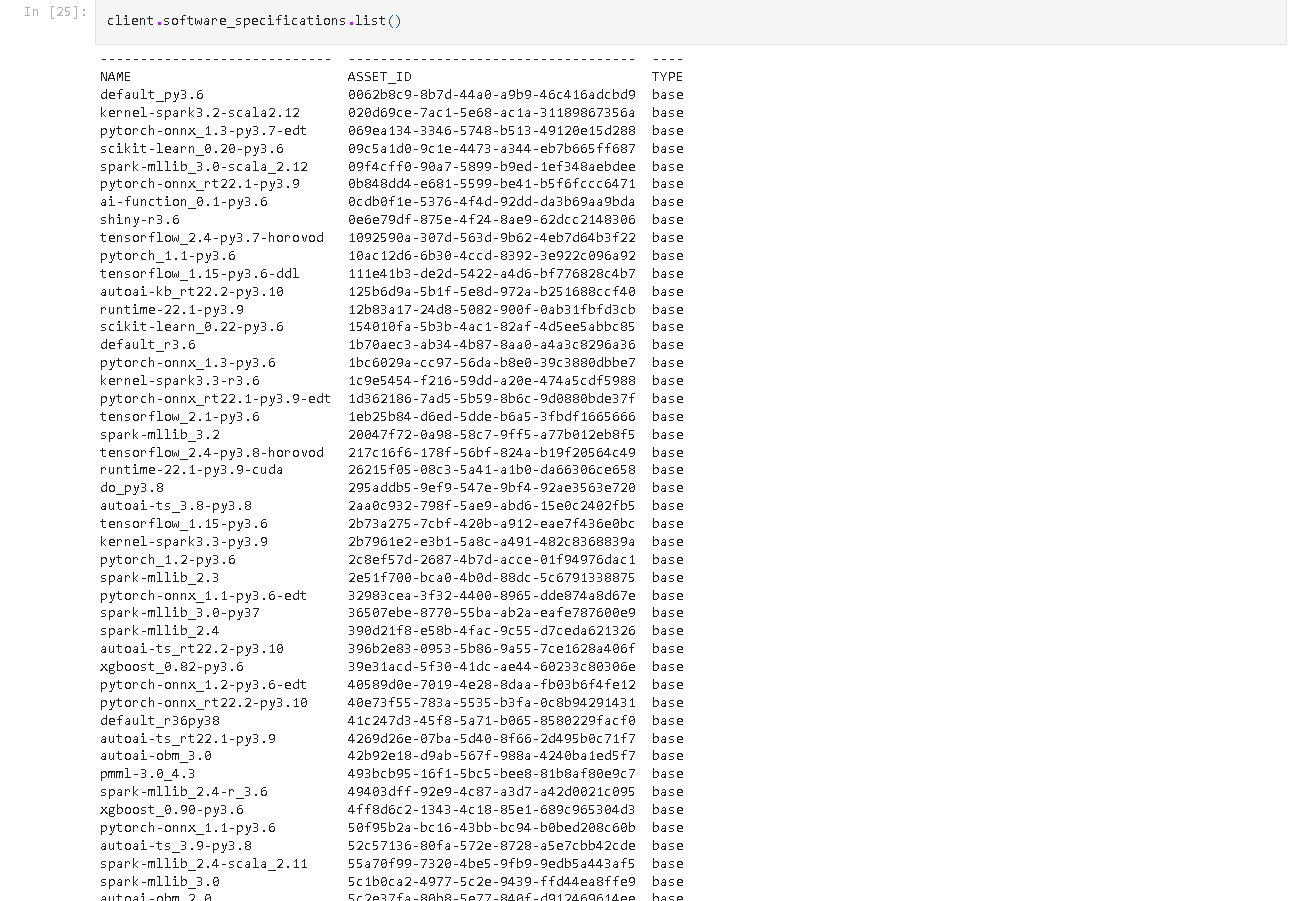 In [25]: client.software_specifications.list()
---------------------------- ----------------------------------- ----
NAME ASSET_ID TYPE
default_py3.6 0062b8c9-8b7d-44a0-a9b9-46c416adcbd9 base
kernel-spark3.2-scala2.12 020d69ce-7ac1-5e68-ac1a-31189867356a base
pytorch-onnx_1.3-py3.7-edt 069ea134-3346-5748-b513-49120e15d288 base
scikit-learn_0.20-py3.6 09c5a1d0-9c1e-4473-a344-eb7b665ff687 base
spark-mllib_3.0-scala_2.12 09f4cff0-90a7-5899-b9ed-1ef348aebdee base
pytorch-onnx_rt22.1-py3.9 0b848dd4-e681-5599-be41-b5f6fccc6471 base
ai-function_0.1-py3.6 0cdb0f1e-5376-4f4d-92dd-da3b69aa9bda base
shiny-r3.6 0e6e79df-875e-4f24-8ae9-62dcc2148306 base
tensorflow_2.4-py3.7-horovod 1092590a-307d-563d-9b62-4eb7d64b3f22 base
pytorch_1.1-py3.6 10ac12d6-6b30-4ccd-8392-3e922c096a92 base
tensorflow_1.15-py3.6-ddl 111e41b3-de2d-5422-a4d6-bf776828c4b7 base
autoai-kb_rt22.2-py3.10 125b6d9a-5b1f-5e8d-972a-b251688ccf40 base
runtime-22.1-py3.9 12b83a17-24d8-5082-900f-0ab31fbfd3cb base
scikit-learn_0.22-py3.6 154010fa-5b3b-4ac1-82af-4d5ee5abbc85 base
default_r3.6 1b70aec3-ab34-4b87-8aa0-a4a3c8296a36 base
pytorch-onnx_1.3-py3.6 1bc6029a-cc97-56da-b8e0-39c3880dbbe7 base
kernel-spark3.3-r3.6 1c9e5454-f216-59dd-a20e-474a5cdf5988 base
pytorch-onnx_rt22.1-py3.9-edt 1d362186-7ad5-5b59-8b6c-9d0880bde37f base
tensorflow_2.1-py3.6 1eb25b84-d6ed-5dde-b6a5-3fbdf1665666 base
spark-mllib_3.2 20047f72-0a98-58c7-9ff5-a77b012eb8f5 base
tensorflow_2.4-py3.8-horovod 217c16f6-178f-56bf-824a-b19f20564c49 base
runtime-22.1-py3.9-cuda 26215f05-08c3-5a41-a1b0-da66306ce658 base
do_py3.8 295addb5-9ef9-547e-9bf4-92ae3563e720 base
autoai-ts_3.8-py3.8 2aa0c932-798f-5ae9-abd6-15e0c2402fb5 base
tensorflow_1.15-py3.6 2b73a275-7cbf-420b-a912-eae7f436e0bc base
kernel-spark3.3-py3.9 2b7961e2-e3b1-5a8c-a491-482c8368839a base
pytorch_1.2-py3.6 2c8ef57d-2687-4b7d-acce-01f94976dac1 base
spark-mllib_2.3 2e51f700-bca0-4b0d-88dc-5c6791338875 base
pytorch-onnx_1.1-py3.6-edt 32983cea-3f32-4400-8965-dde874a8d67e base
spark-mllib_3.0-py37 36507ebe-8770-55ba-ab2a-eafe787600e9 base
spark-mllib_2.4 390d21f8-e58b-4fac-9c55-d7ceda621326 base
autoai-ts_rt22.2-py3.10 396b2e83-0953-5b86-9a55-7ce1628a406f base
xgboost_0.82-py3.6 39e31acd-5f30-41dc-ae44-60233c80306e base
pytorch-onnx_1.2-py3.6-edt 40589d0e-7019-4e28-8daa-fb03b6f4fe12 base
pytorch-onnx_rt22.2-py3.10 40e73f55-783a-5535-b3fa-0c8b94291431 base
default_r36py38 41c247d3-45f8-5a71-b065-8580229facf0 base
autoai-ts_rt22.1-py3.9 4269d26e-07ba-5d40-8f66-2d495b0c71f7 base
autoai-obm_3.0 42b92e18-d9ab-567f-988a-4240ba1ed5f7 base
pmml-3.0_4.3 493bcb95-16f1-5bc5-bee8-81b8af80e9c7 base
spark-mllib_2.4-r_3.6 49403dff-92e9-4c87-a3d7-a42d0021c095 base
xgboost_0.90-py3.6 4ff8d6c2-1343-4c18-85e1-689c965304d3 base
pytorch-onnx_1.1-py3.6 50f95b2a-bc16-43bb-bc94-b0bed208c60b base
autoai-ts_3.9-py3.8 52c57136-80fa-572e-8728-a5e7cbb42cde base
spark-mllib_2.4-scala_2.11 55a70f99-7320-4be5-9fb9-9edb5a443af5 base
spark-mllib_3.0 5c1b0ca2-4977-5c2e-9439-ffd44ea8ffe9 base
autoai-obm_2.0 5c2e37fa-80b8-5e77-840f-d912469614ee base